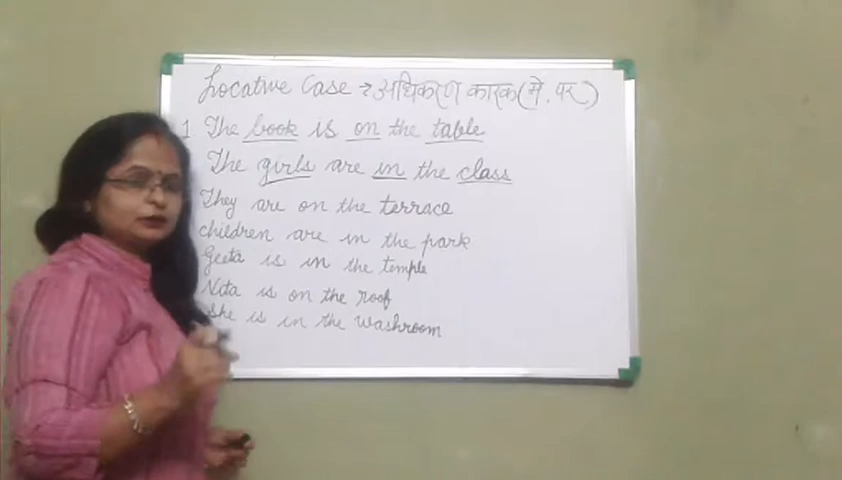 Locative Case → अधिकरण कारक (में, पर)
1 The book is on the table
The girls are in the class
They are on the terrace
children are in the park
Geeta is in the temple
Nita is on the roof
She is in the washroom